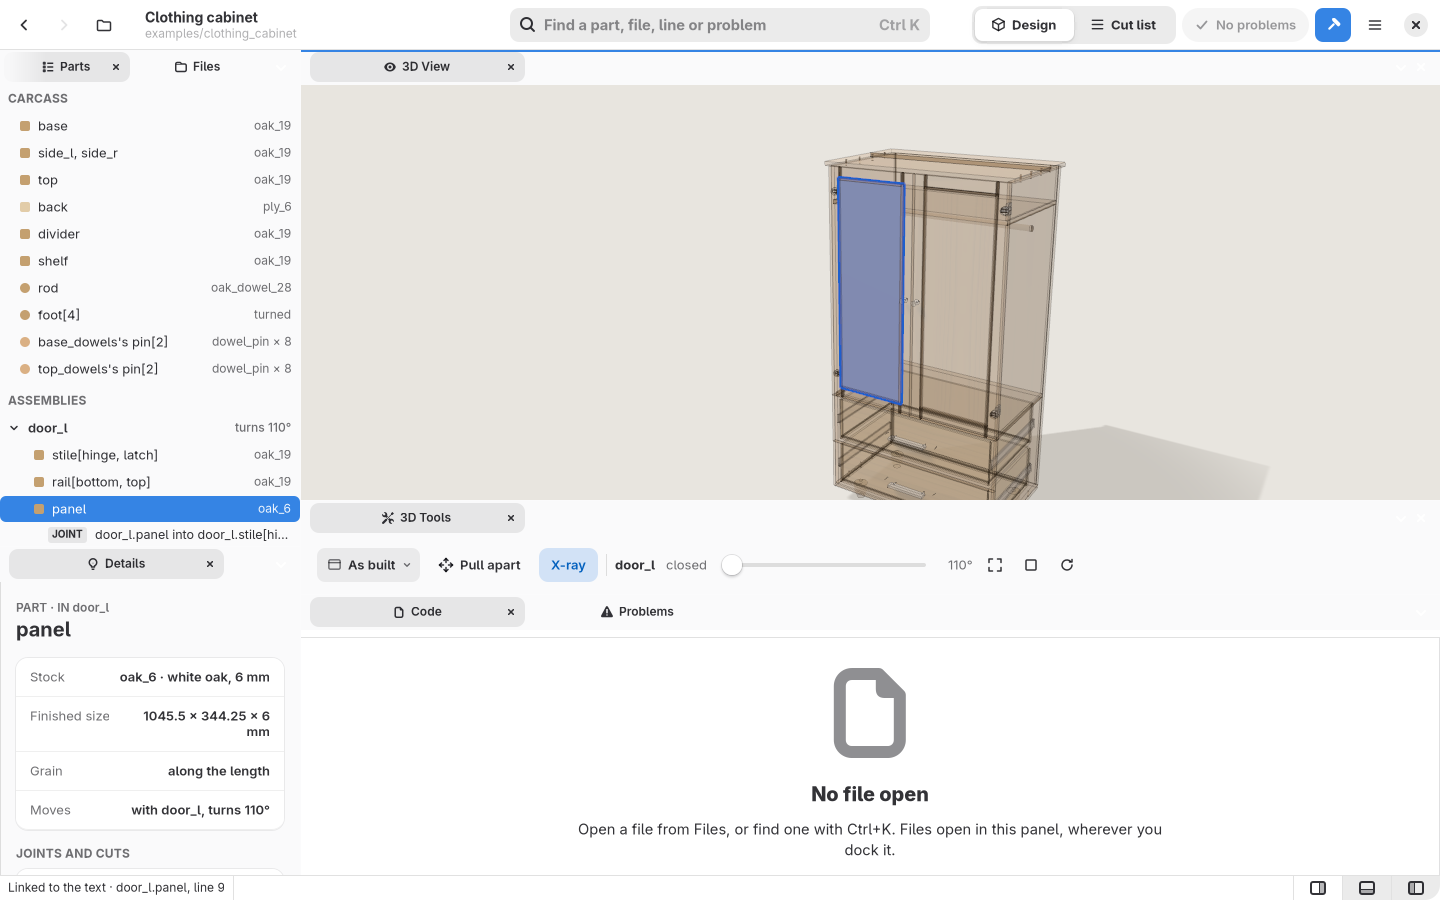 Clothing cabinet
examples/clothing_cabinet
Find a part, file, line or problem
Ctrl K
Design
Cut list
No problems
Parts
Files
3D View
CARCASS
base oak_19
side_l, side_r oak_19
top oak_19
back ply_6
divider oak_19
shelf oak_19
rod oak_dowel_28
foot[4] turned
base_dowels's pin[2] dowel_pin × 8
top_dowels's pin[2] dowel_pin × 8
ASSEMBLIES
door_l turns 110°
stile[hinge, latch] oak_19
rail[bottom, top] oak_19
panel oak_6
JOINT door_l.panel into door_l.stile[hi...
Details
PART · IN door_l
panel
Stock oak_6 · white oak, 6 mm
Finished size 1045.5 × 344.25 × 6
mm
Grain along the length
Moves with door_l, turns 110°
JOINTS AND CUTS
3D Tools
As built
Pull apart
X-ray
door_l closed
110°
Code
Problems
No file open
Open a file from Files, or find one with Ctrl+K. Files open in this panel, wherever you
dock it.
Linked to the text · door_l.panel, line 9